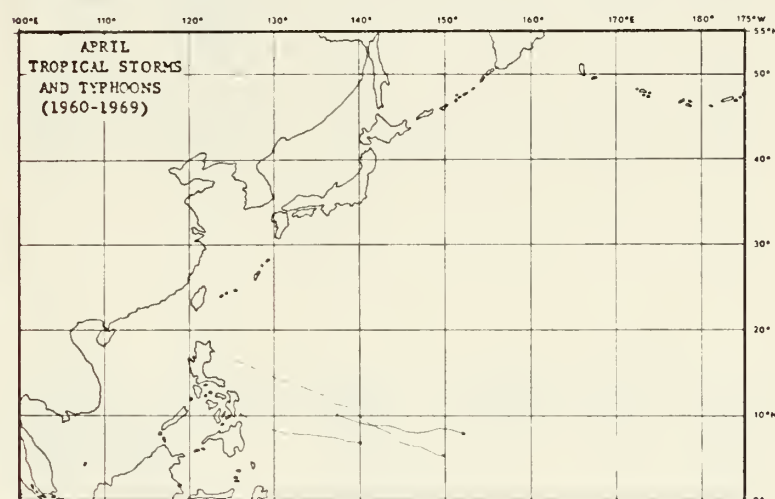 100°E 110° 120° 130° 140° 150° 160° 170°E 180° 175°W
55°N
APRIL
TROPICAL STORMS
AND TYPHOONS
(1960-1969)
50°
40°
30°
20°
10°N